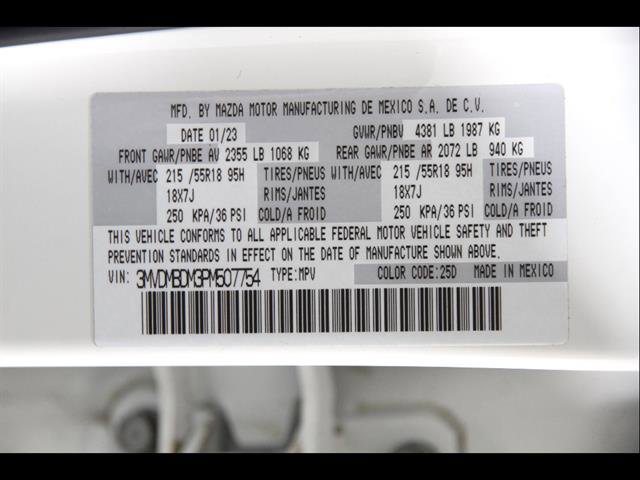 MFD. BY MAZDA MOTOR MANUFACTURING DE MEXICO S.A. DE C.V.
DATE 01/23 GVWR/PNBV 4381 LB 1987 KG
FRONT GAWR/PNBE AV 2355 LB 1068 KG REAR GAWR/PNBE AR 2072 LB 940 KG
WITH/AVEC 215 /55R18 95H TIRES/PNEUS WITH/AVEC 215 /55R18 95H TIRES/PNEUS
18X7J RIMS/JANTES 18X7J RIMS/JANTES
250 KPA/36 PSI COLD/A FROID 250 KPA/36 PSI COLD/A FROID
THIS VEHICLE CONFORMS TO ALL APPLICABLE FEDERAL MOTOR VEHICLE SAFETY AND THEFT
PREVENTION STANDARDS IN EFFECT ON THE DATE OF MANUFACTURE SHOWN ABOVE.
VIN: 3MVDMBDM3PM507754 TYPE:MPV COLOR CODE:25D MADE IN MEXICO